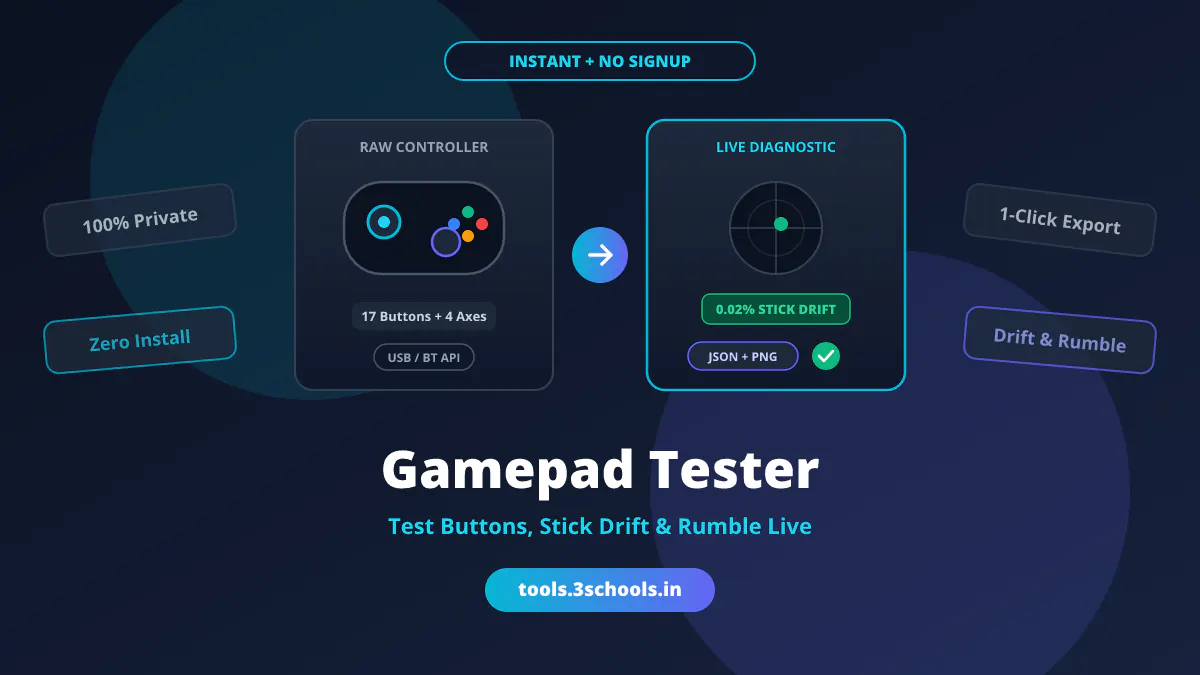 INSTANT + NO SIGNUP
RAW CONTROLLER
LIVE DIAGNOSTIC
100% Private
1-Click Export
17 Buttons + 4 Axes
0.02% STICK DRIFT
Zero Install
Drift & Rumble
USB / BT API
JSON + PNG
Gamepad Tester
Test Buttons, Stick Drift & Rumble Live
tools.3schools.in